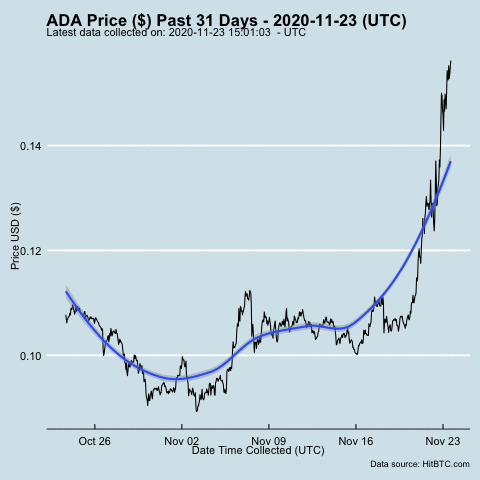 ADA Price ($) Past 31 Days - 2020-11-23 (UTC)
Latest data collected on: 2020-11-23 15:01:03  - UTC
Price USD ($)
0.14
0.12
0.10
Oct 26
Nov 02
Nov 09
Nov 16
Nov 23
Date Time Collected (UTC)
Data source: HitBTC.com